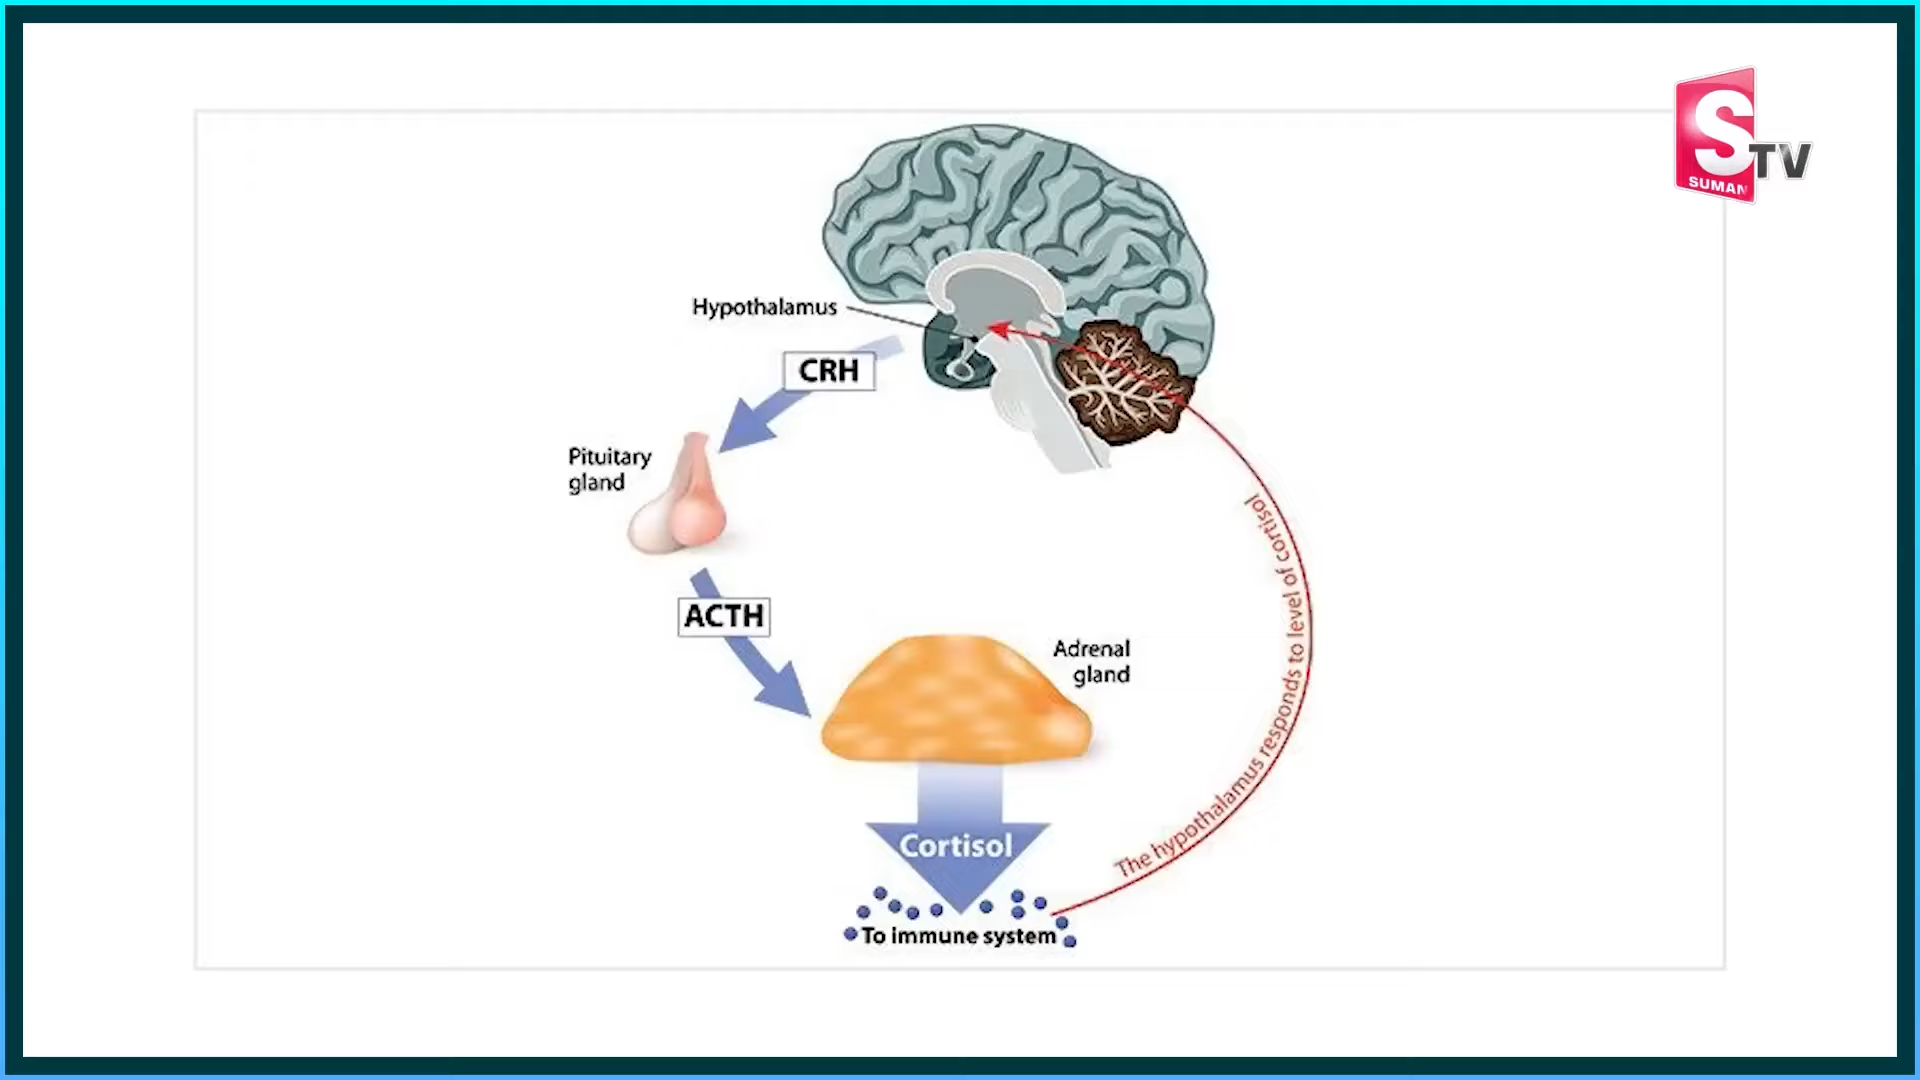 S
TV
SUMAN
Hypothalamus
CRH
Pituitary
gland
ACTH
Adrenal
gland
Cortisol
To immune system
The hypothalamus responds to level of cortisol